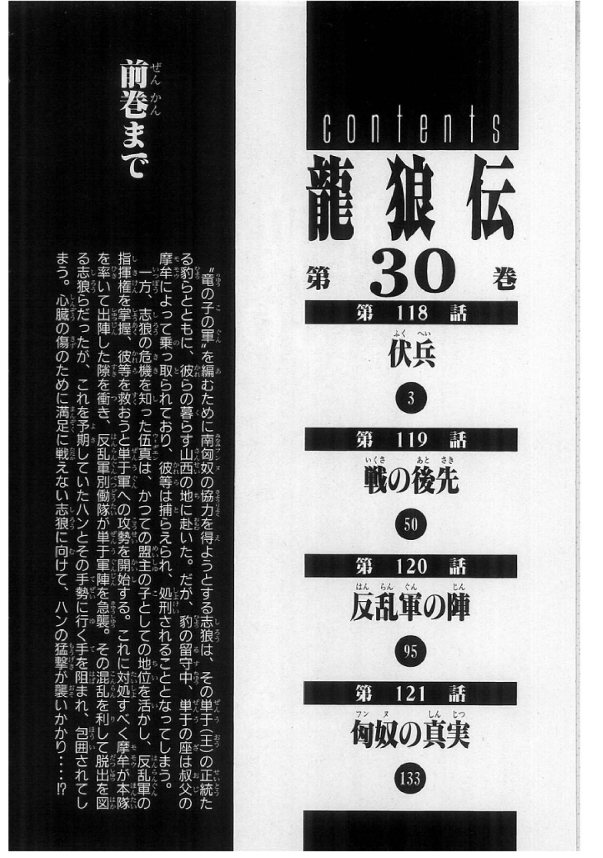 contents
龍狼伝
第30巻
第118話
伏兵
3
第119話
戦の後先
50
第120話
反乱軍の陣
95
第121話
匈奴の真実
133
前巻まで
“竜の子の軍”を編むために南匈奴の協力を得ようとする志狼は、その単于(王)の正統た
る豹らとともに、彼らの暮らす山西の地に赴いた。だが、豹の留守中、単于の座は叔父の
摩牟によって乗っ取られており、彼等は捕らえられ、処刑されることとなってしまう。
一方、志狼の危機を知った伍真は、かつての盟主の子としての地位を活かし、反乱軍の
指揮権を掌握、彼等を救おうと単于軍への攻勢を開始する。これに対処すべく摩牟が本隊
を率いて出陣した隙を衝き、反乱軍別働隊が単于軍陣を急襲。その混乱を利して脱出を図
る志狼らだったが、これを予期していたハンとその手勢に行く手を阻まれ、包囲されてし
まう。心臓の傷のために満足に戦えない志狼に向けて、ハンの猛撃が襲いかかり・・・!?